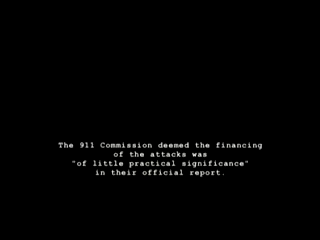 The 911 Commission deemed the financing
of the attacks was
"of little practical significance"
in their official report.